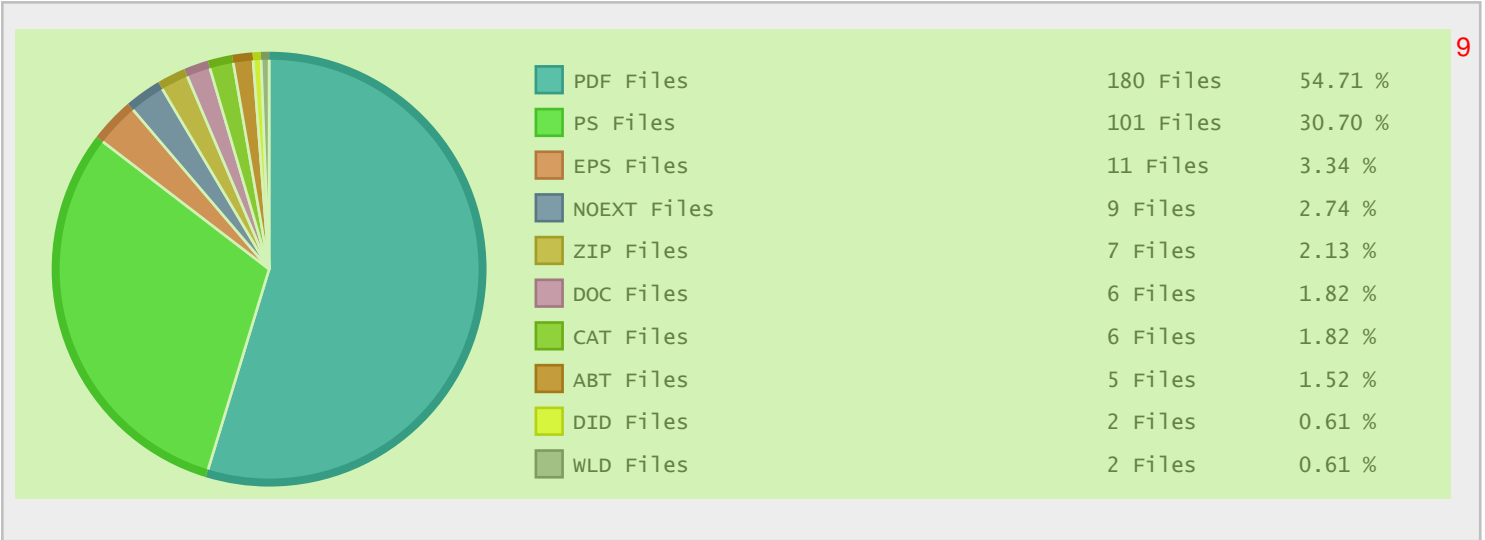 9
PDF Files 180 Files 54.71 %
PS Files 101 Files 30.70 %
EPS Files 11 Files 3.34 %
NOEXT Files 9 Files 2.74 %
ZIP Files 7 Files 2.13 %
DOC Files 6 Files 1.82 %
CAT Files 6 Files 1.82 %
ABT Files 5 Files 1.52 %
DID Files 2 Files 0.61 %
WLD Files 2 Files 0.61 %